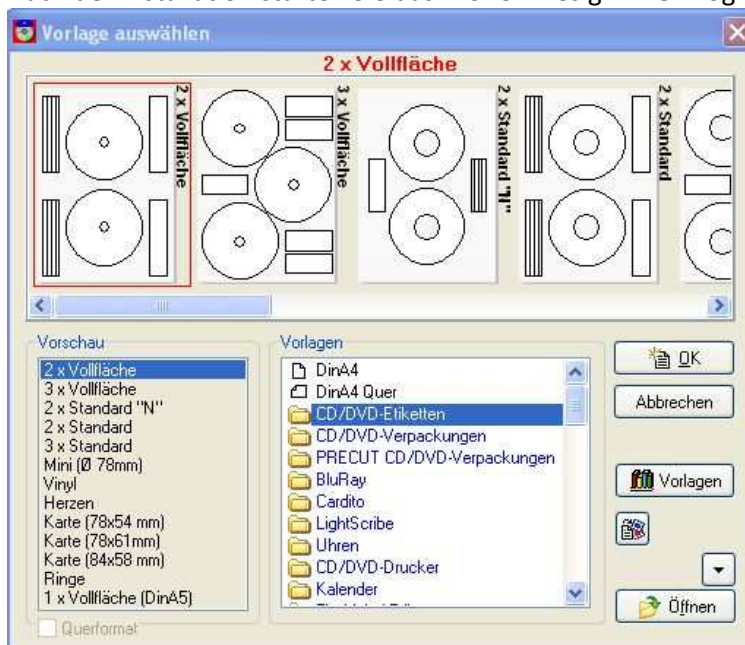 Vorlage auswählen
2 x Vollfläche
2 x Vollfläche
3 x Vollfläche
2 x Standard "N"
2 x Standard
Vorschau
2 x Vollfläche
3 x Vollfläche
2 x Standard "N"
2 x Standard
3 x Standard
Mini (Ø 78mm)
Vinyl
Herzen
Karte (78x54 mm)
Karte (78x61mm)
Karte (84x58 mm)
Ringe
1 x Vollfläche (DinA5)
Querformat
Vorlagen
DinA4
DinA4 Quer
CD/DVD-Etiketten
CD/DVD-Verpackungen
PRECUT CD/DVD-Verpackungen
BluRay
Cardito
LightScribe
Uhren
CD/DVD-Drucker
Kalender
OK
Abbrechen
Vorlagen
Öffnen